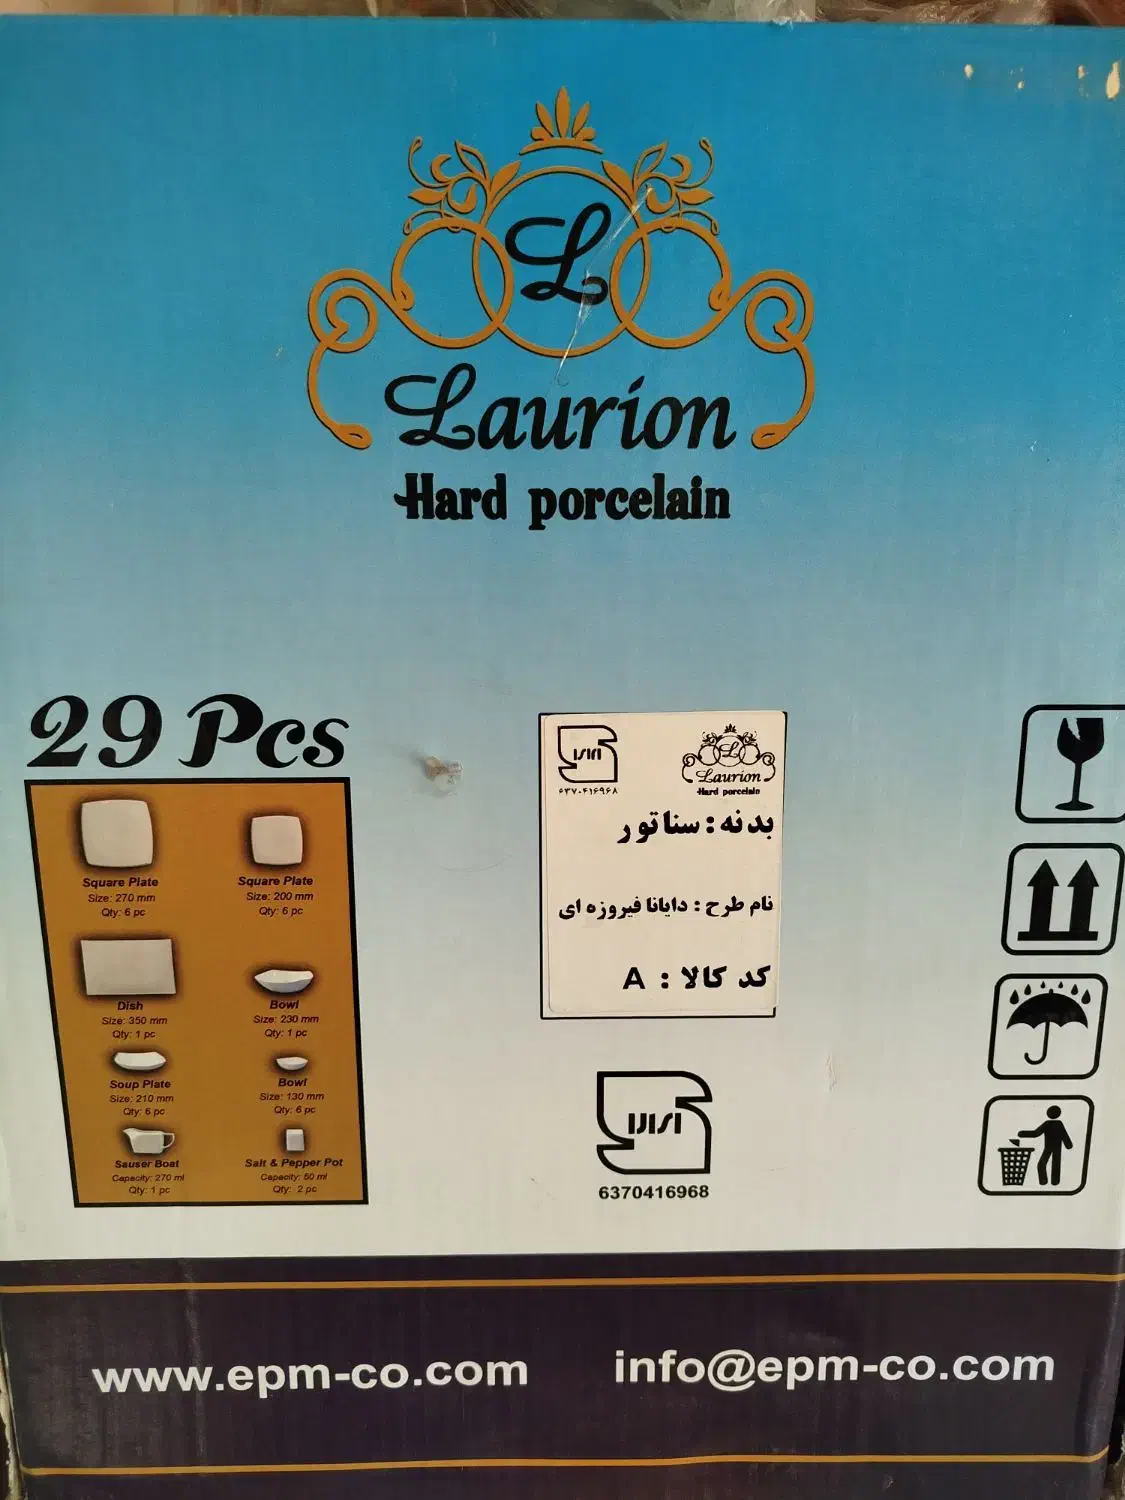 L
Laurion
Hard porcelain
29 Pcs
Square Plate
Size: 270 mm
Qty: 6 pc
Square Plate
Size: 200 mm
Qty: 6 pc
Dish
Size: 350 mm
Qty: 1 pc
Bowl
Size: 230 mm
Qty: 1 pc
Soup Plate
Size: 210 mm
Qty: 6 pc
Bowl
Size: 130 mm
Qty: 6 pc
Sauser Boat
Capacity: 270 ml
Qty: 1 pc
Salt & Pepper Pot
Capacity: 50 ml
Qty: 2 pc
۶۳۷۰۴۱۶۹۶۸
L
Laurion
Hard porcelain
بدنه : سناتور
نام طرح : دایانا فیروزه ای
کد کالا : A
6370416968
www.epm-co.com
info@epm-co.com